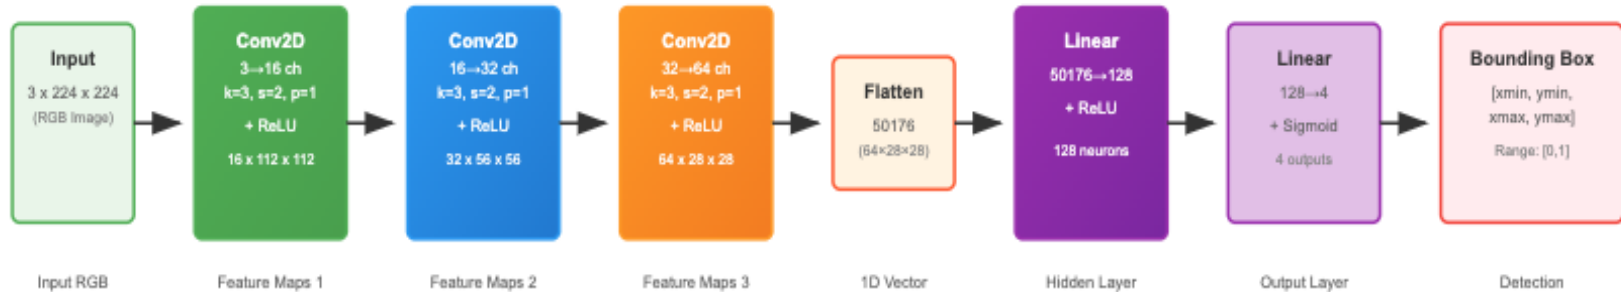 Input
3 x 224 x 224
(RGB Image)
Input RGB
Conv2D
3→16 ch
k=3, s=2, p=1
+ ReLU
16 x 112 x 112
Feature Maps 1
Conv2D
16→32 ch
k=3, s=2, p=1
+ ReLU
32 x 56 x 56
Feature Maps 2
Conv2D
32→64 ch
k=3, s=2, p=1
+ ReLU
64 x 28 x 28
Feature Maps 3
Flatten
50176
(64×28×28)
1D Vector
Linear
50176→128
+ ReLU
128 neurons
Hidden Layer
Linear
128→4
+ Sigmoid
4 outputs
Output Layer
Bounding Box
[xmin, ymin,
xmax, ymax]
Range: [0,1]
Detection